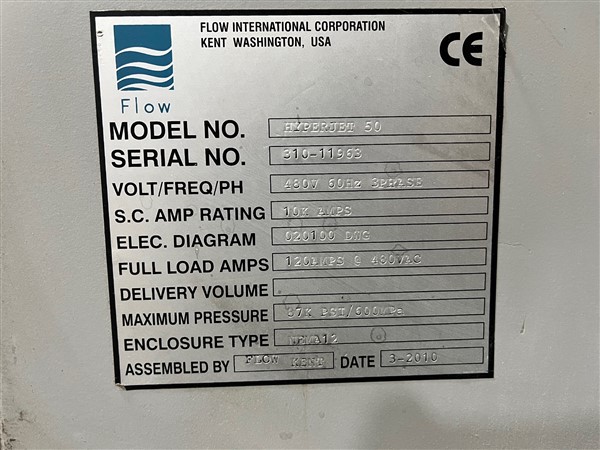 FLOW INTERNATIONAL CORPORATION
KENT WASHINGTON, USA
CE
Flow
MODEL NO. HYPERJET 50
SERIAL NO. 310-11963
VOLT/FREQ/PH 480V 60Hz 3PHASE
S.C. AMP RATING 10K AMPS
ELEC. DIAGRAM 020100 DWG
FULL LOAD AMPS 120AMPS @ 480VAC
DELIVERY VOLUME
MAXIMUM PRESSURE 87K PSI/600MPa
ENCLOSURE TYPE NEMA12
ASSEMBLED BY FLOW KENT DATE 3-2010